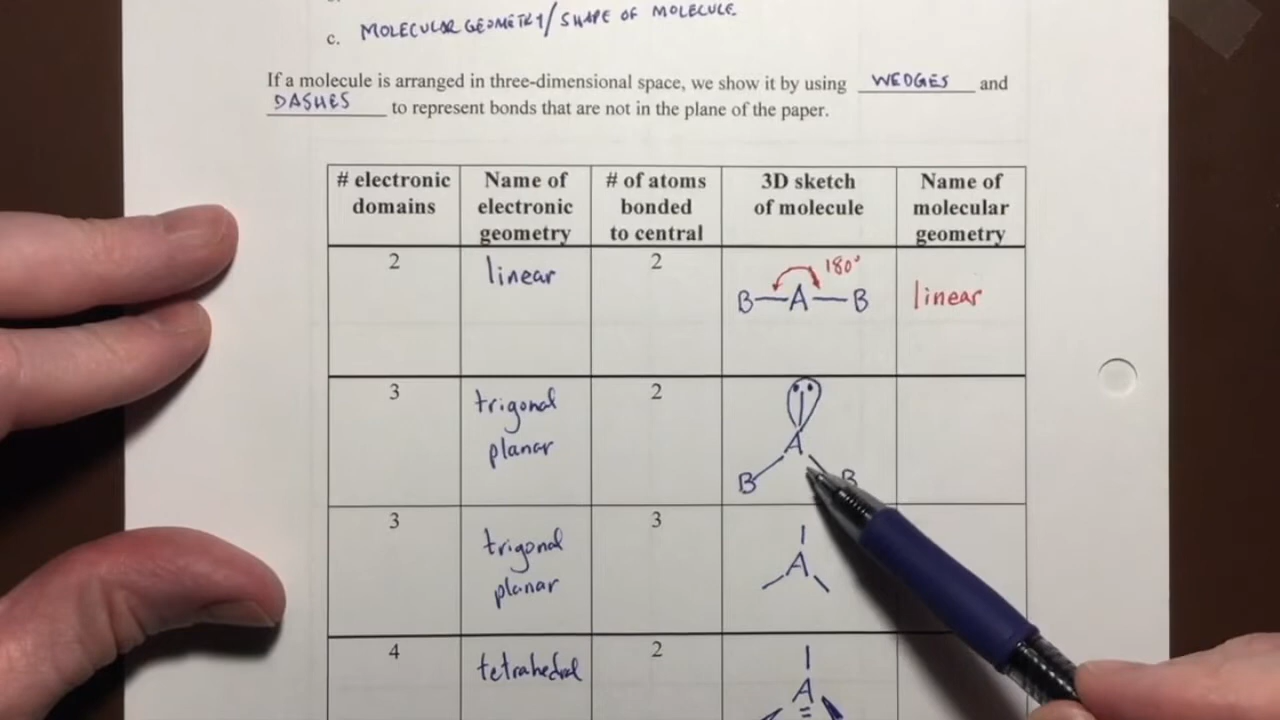 c. MOLECULAR GEOMETRY/SHAPE OF MOLECULE
If a molecule is arranged in three-dimensional space, we show it by using WEDGES and
DASHES to represent bonds that are not in the plane of the paper.
# electronic domains
Name of electronic geometry
# of atoms bonded to central
3D sketch of molecule
Name of molecular geometry
2
linear
2
180°
B—A—B
linear
3
trigonal
planar
2
A
B
B
3
trigonal
planar
3
A
4
tetrahedral
2
A